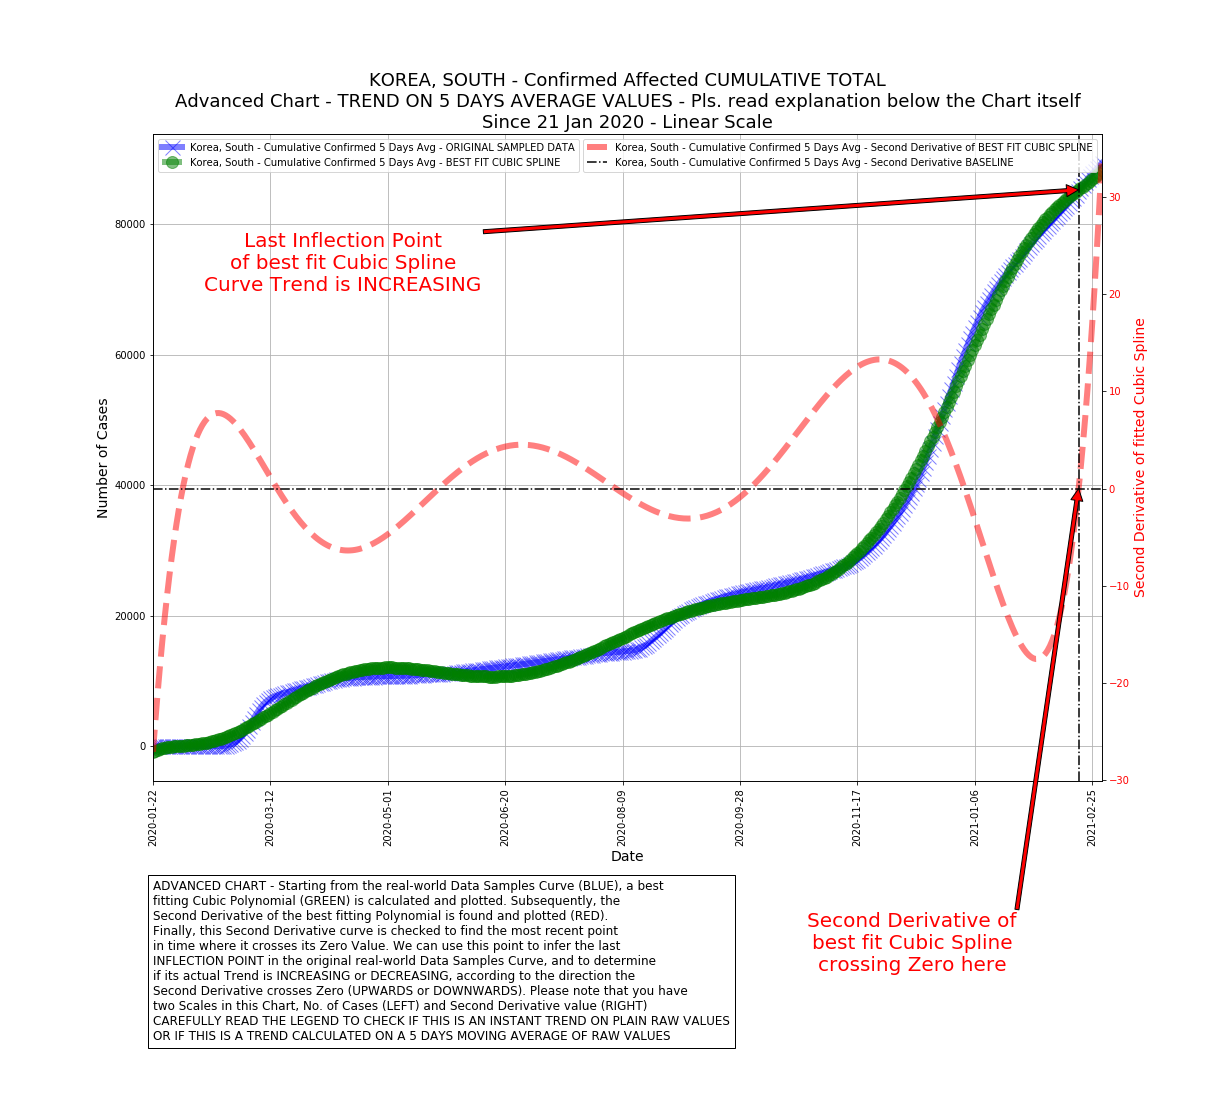 KOREA, SOUTH - Confirmed Affected CUMULATIVE TOTAL
Advanced Chart - TREND ON 5 DAYS AVERAGE VALUES - Pls. read explanation below the Chart itself
Since 21 Jan 2020 - Linear Scale
Korea, South - Cumulative Confirmed 5 Days Avg - ORIGINAL SAMPLED DATA
Korea, South - Cumulative Confirmed 5 Days Avg - BEST FIT CUBIC SPLINE
Korea, South - Cumulative Confirmed 5 Days Avg - Second Derivative of BEST FIT CUBIC SPLINE
Korea, South - Cumulative Confirmed 5 Days Avg - Second Derivative BASELINE
Last Inflection Point
of best fit Cubic Spline
Curve Trend is INCREASING
Number of Cases
80000
60000
40000
20000
0
30
20
10
0
−10
−20
−30
Second Derivative of fitted Cubic Spline
2020-01-22
2020-03-12
2020-05-01
2020-06-20
2020-08-09
2020-09-28
2020-11-17
2021-01-06
2021-02-25
Date
ADVANCED CHART - Starting from the real-world Data Samples Curve (BLUE), a best
fitting Cubic Polynomial (GREEN) is calculated and plotted. Subsequently, the
Second Derivative of the best fitting Polynomial is found and plotted (RED).
Finally, this Second Derivative curve is checked to find the most recent point
in time where it crosses its Zero Value. We can use this point to infer the last
INFLECTION POINT in the original real-world Data Samples Curve, and to determine
if its actual Trend is INCREASING or DECREASING, according to the direction the
Second Derivative crosses Zero (UPWARDS or DOWNWARDS). Please note that you have
two Scales in this Chart, No. of Cases (LEFT) and Second Derivative value (RIGHT)
CAREFULLY READ THE LEGEND TO CHECK IF THIS IS AN INSTANT TREND ON PLAIN RAW VALUES
OR IF THIS IS A TREND CALCULATED ON A 5 DAYS MOVING AVERAGE OF RAW VALUES
Second Derivative of
best fit Cubic Spline
crossing Zero here